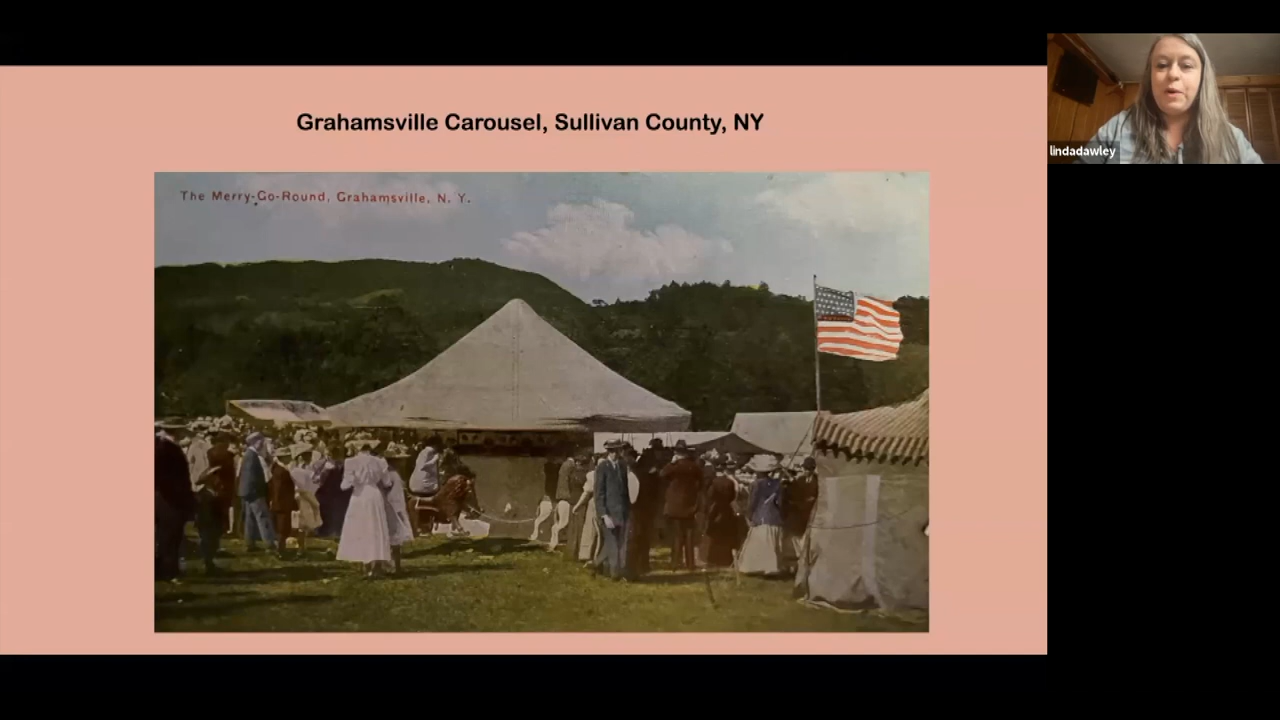 Grahamsville Carousel, Sullivan County, NY
The Merry-Go-Round, Grahamsville, N. Y.
lindadawley